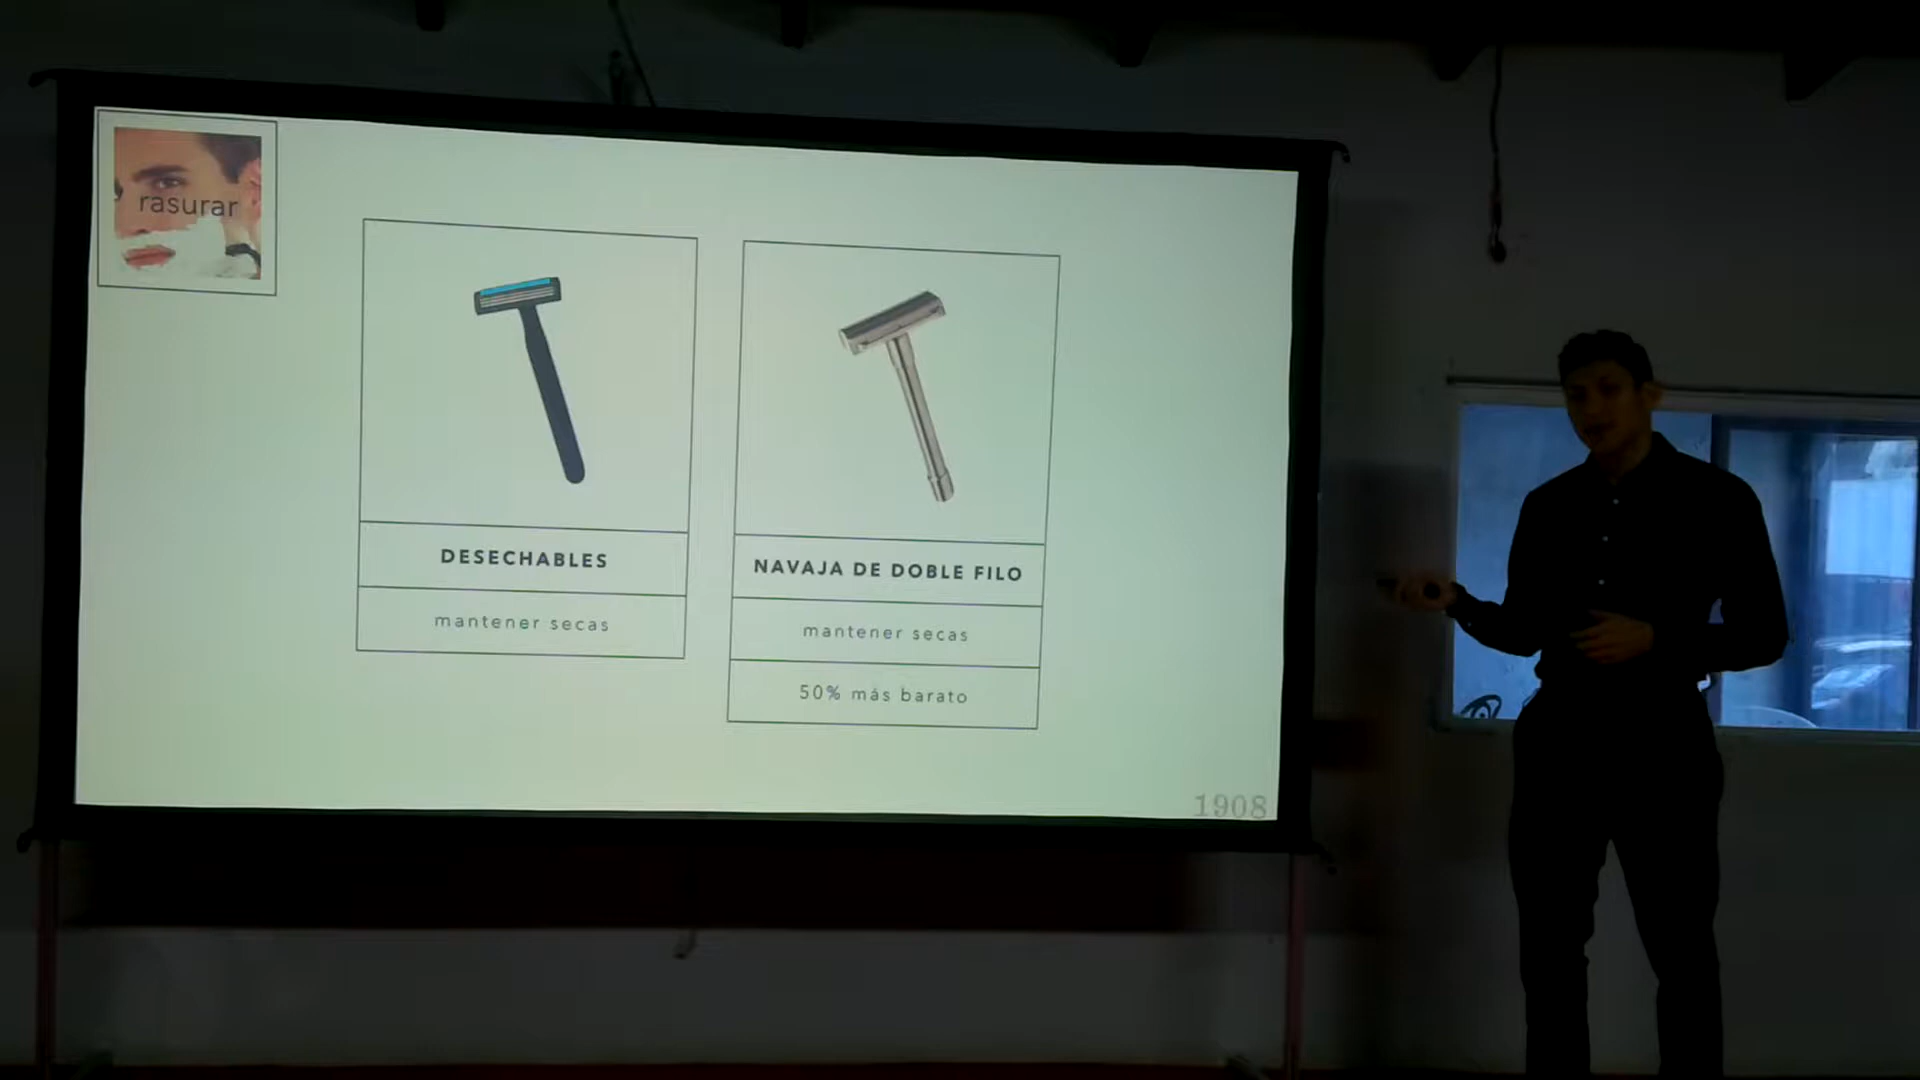 rasurar
DESECHABLES
mantener secas
NAVAJA DE DOBLE FILO
mantener secas
50% más barato
1908